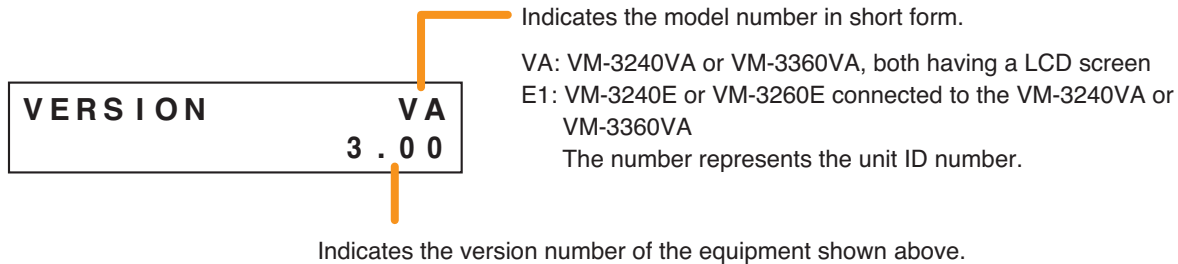 Indicates the model number in short form.
VA: VM-3240VA or VM-3360VA, both having a LCD screen
E1: VM-3240E or VM-3260E connected to the VM-3240VA or
VM-3360VA
The number represents the unit ID number.
VERSION VA
3.00
Indicates the version number of the equipment shown above.